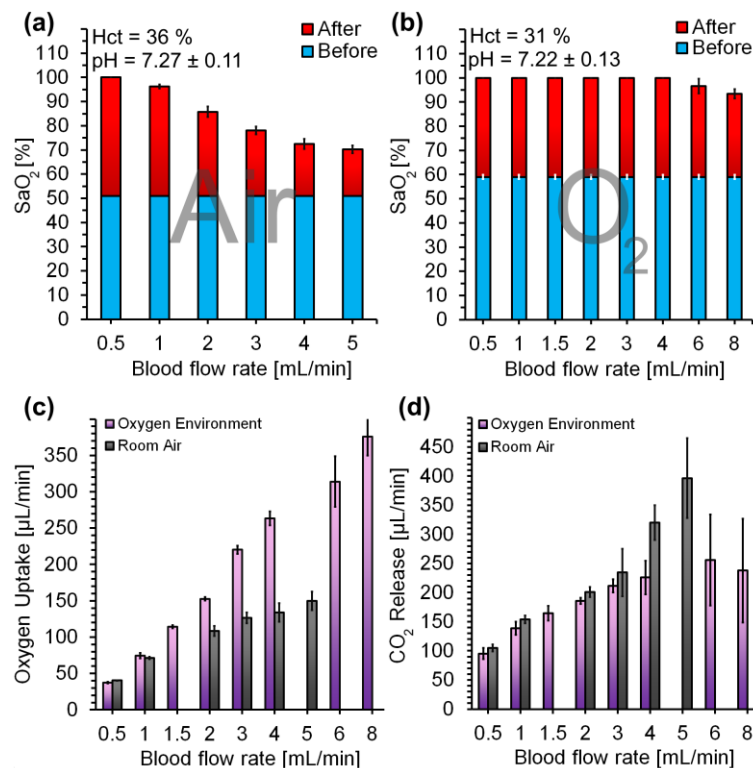 (a)
Hct = 36 %
pH = 7.27 ± 0.11
After
Before
SaO2 [%]
110
100
90
80
70
60
50
40
30
20
10
0
Air
0.5 1 2 3 4 5
Blood flow rate [mL/min]
(b)
Hct = 31 %
pH = 7.22 ± 0.13
After
Before
SaO2 [%]
110
100
90
80
70
60
50
40
30
20
10
0
O2
0.5 1 1.5 2 3 4 6 8
Blood flow rate [mL/min]
(c)
Oxygen Environment
Room Air
Oxygen Uptake [µL/min]
350
300
250
200
150
100
50
0
0.5 1 1.5 2 3 4 5 6 8
Blood flow rate [mL/min]
(d)
Oxygen Environment
Room Air
CO2 Release [µL/min]
450
400
350
300
250
200
150
100
50
0
0.5 1 1.5 2 3 4 5 6 8
Blood flow rate [mL/min]